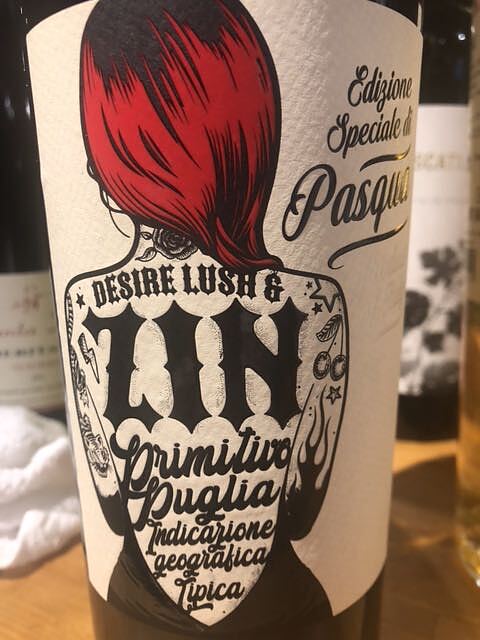 Edizione
Speciale di
Pasqua
DESIRE LUSH &
ZIN
Primitivo
Puglia
Indicazione
geografica
Tipica